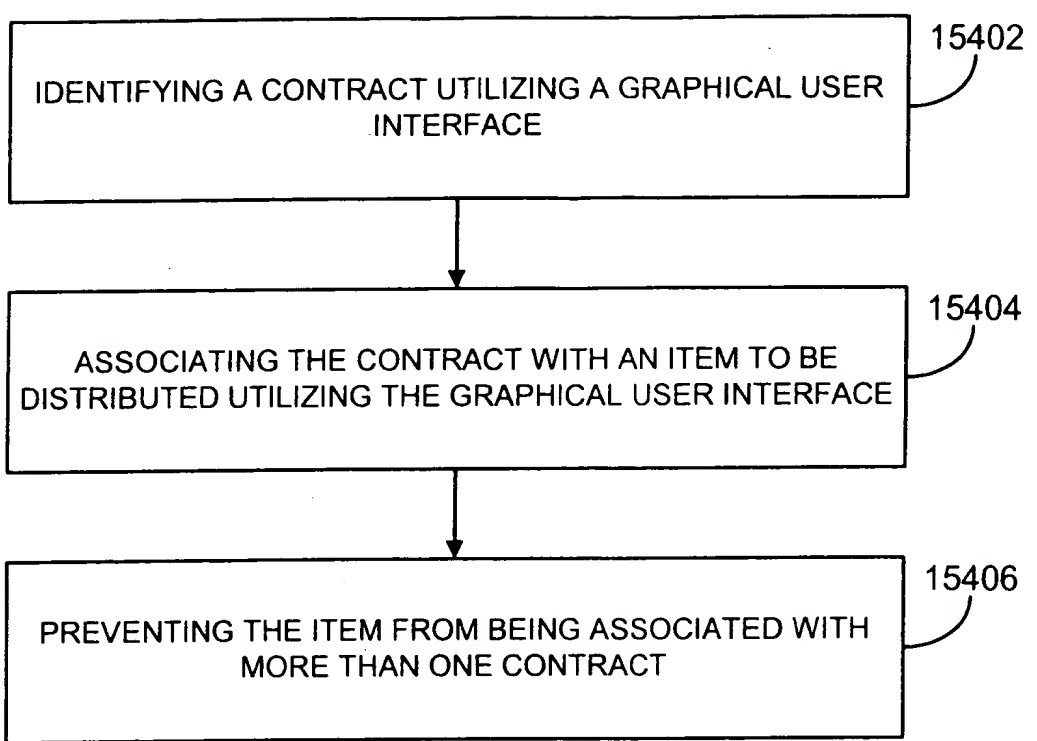 15402
IDENTIFYING A CONTRACT UTILIZING A GRAPHICAL USER
INTERFACE
15404
ASSOCIATING THE CONTRACT WITH AN ITEM TO BE
DISTRIBUTED UTILIZING THE GRAPHICAL USER INTERFACE
15406
PREVENTING THE ITEM FROM BEING ASSOCIATED WITH
MORE THAN ONE CONTRACT